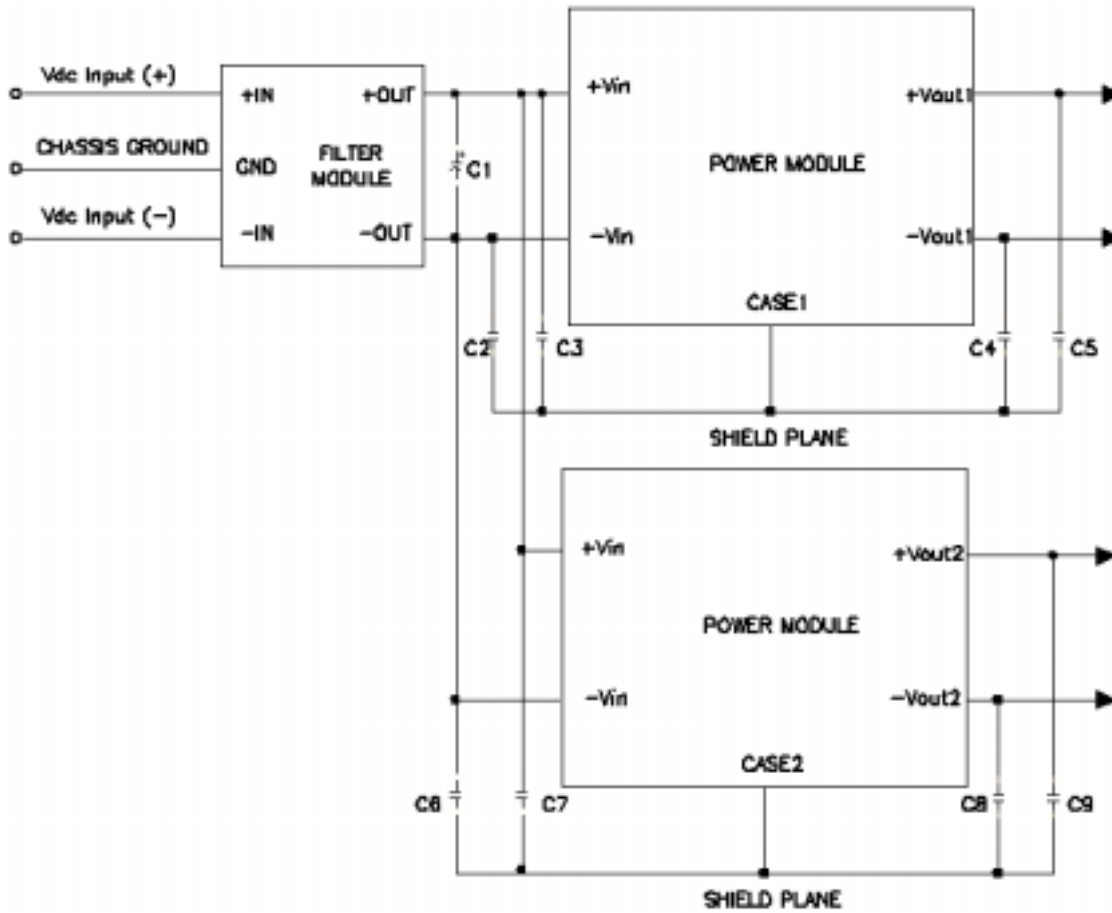 Vdc Input (+)
+IN
+OUT
+Vin
+Vout1
CHASSIS GROUND
GND
FILTER
MODULE
C1
POWER MODULE
Vdc Input (-)
-IN
-OUT
-Vin
-Vout1
CASE1
C2
C3
C4
C5
SHIELD PLANE
+Vin
+Vout2
POWER MODULE
-Vin
-Vout2
CASE2
C6
C7
C8
C9
SHIELD PLANE